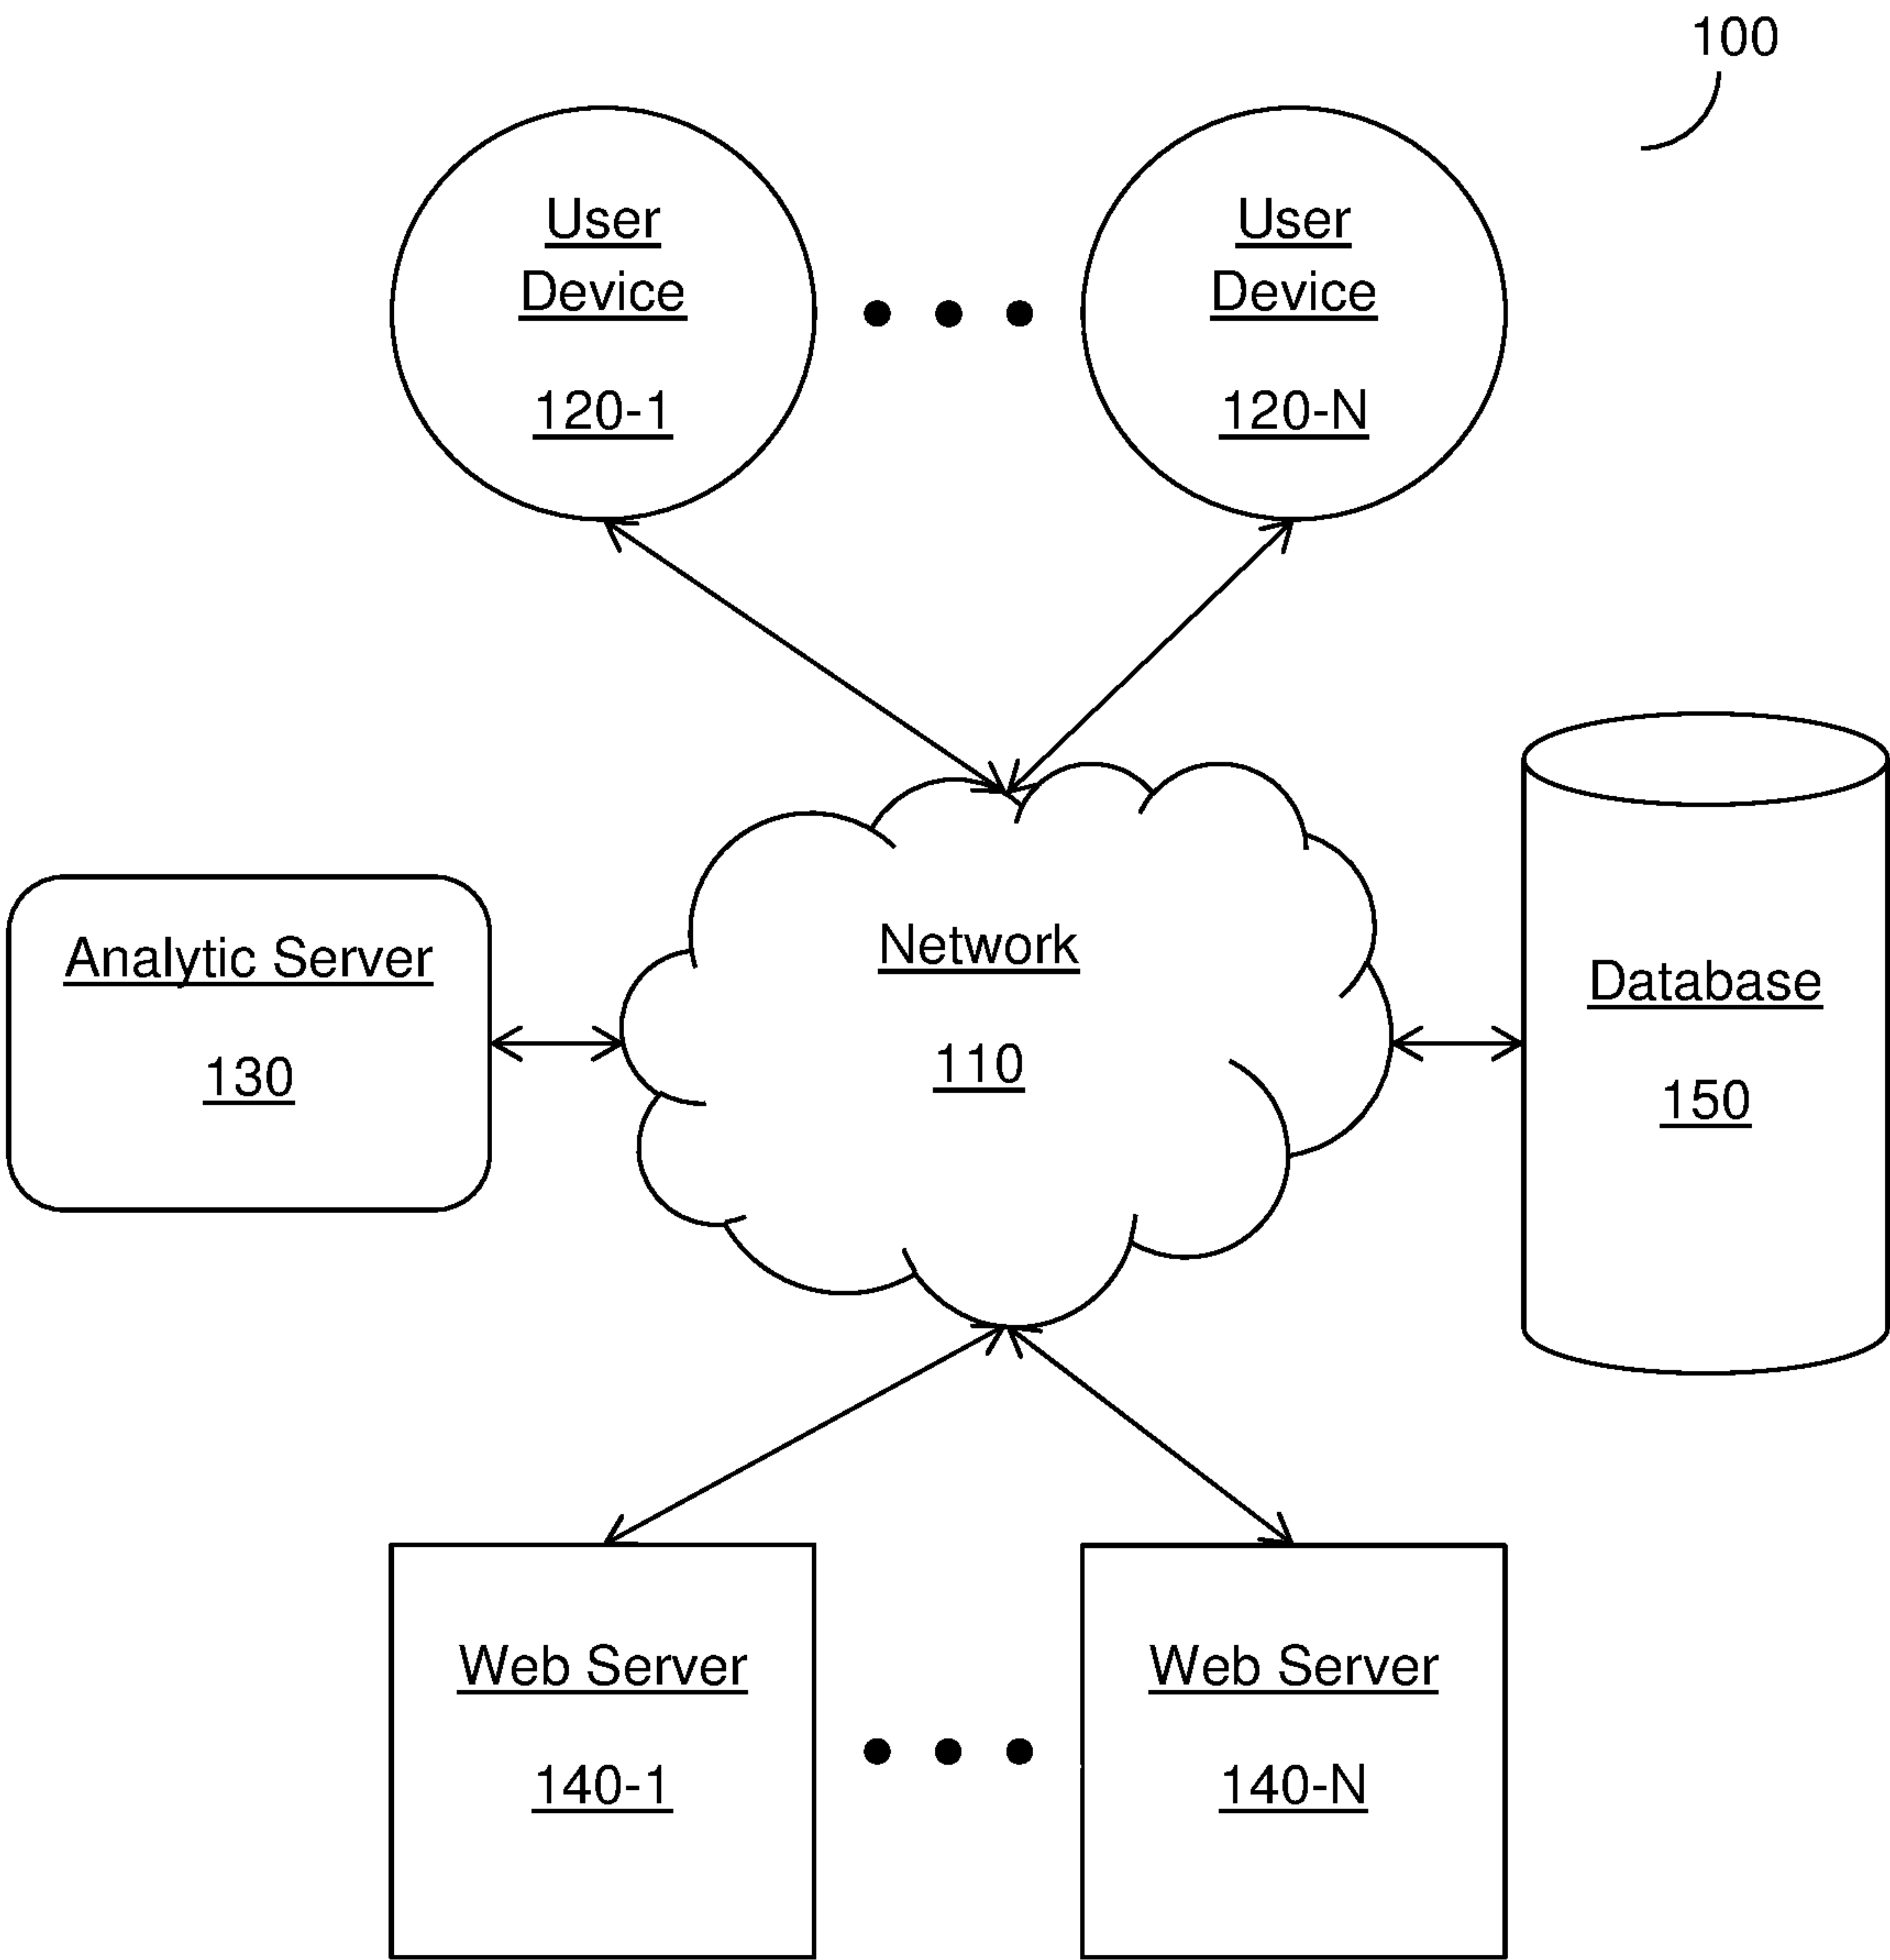 100
User
Device
120-1
User
Device
120-N
Analytic Server
130
Network
110
Database
150
Web Server
140-1
Web Server
140-N